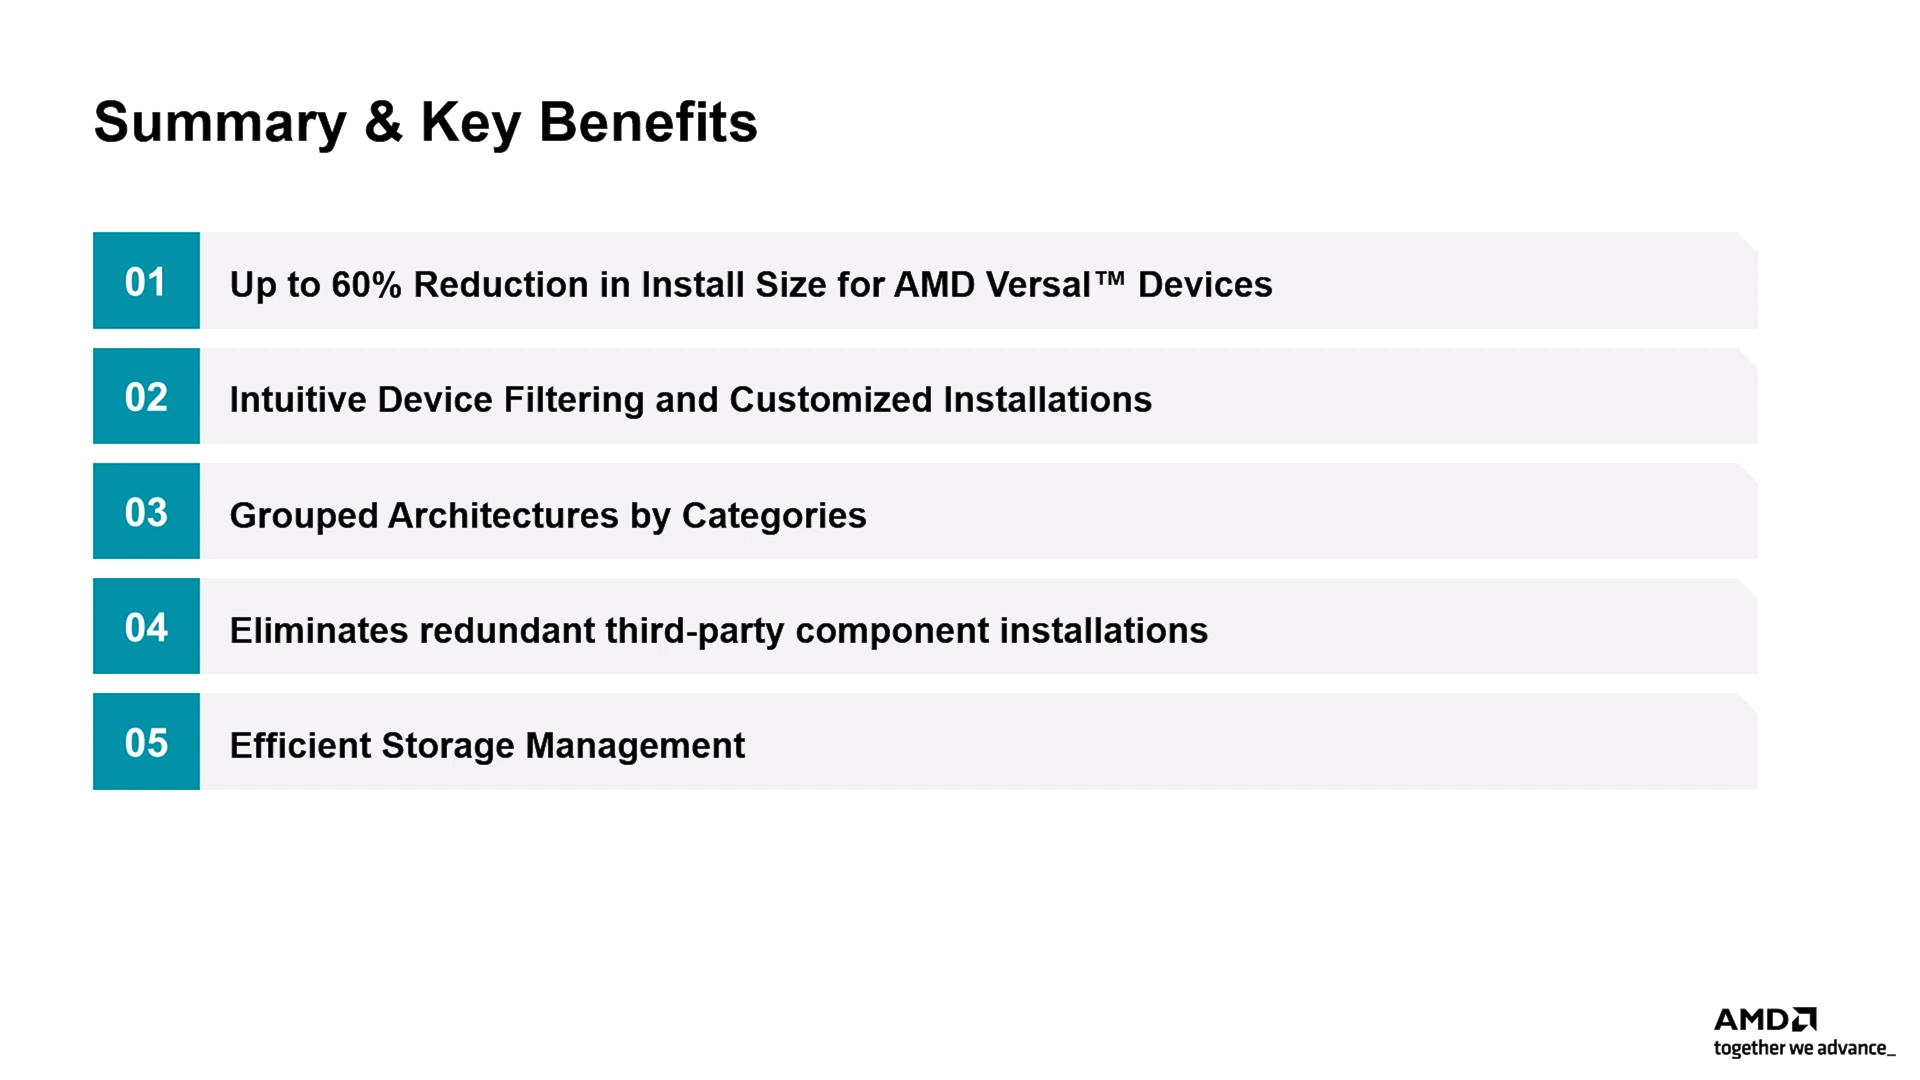 Summary & Key Benefits
01
Up to 60% Reduction in Install Size for AMD Versal™ Devices
02
Intuitive Device Filtering and Customized Installations
03
Grouped Architectures by Categories
04
Eliminates redundant third-party component installations
05
Efficient Storage Management
AMD
together we advance_